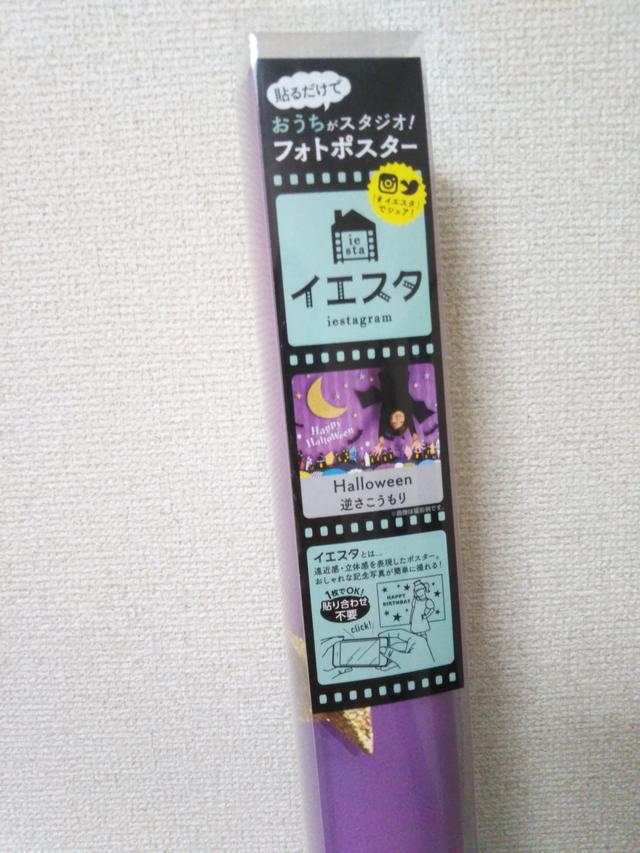 貼るだけで
おうちがスタジオ!
フォトポスター
「#イエスタ」
でシェア!
ie
sta
イエスタ
iestagram
Happy
Halloween
Halloween
逆さこうもり
※画像は撮影例です。
イエスタとは…
遠近感・立体感を表現したポスター。
おしゃれな記念写真が簡単に撮れる!
1枚でOK!
貼り合わせ
不要
click!
HAPPY
BIRTHDAY